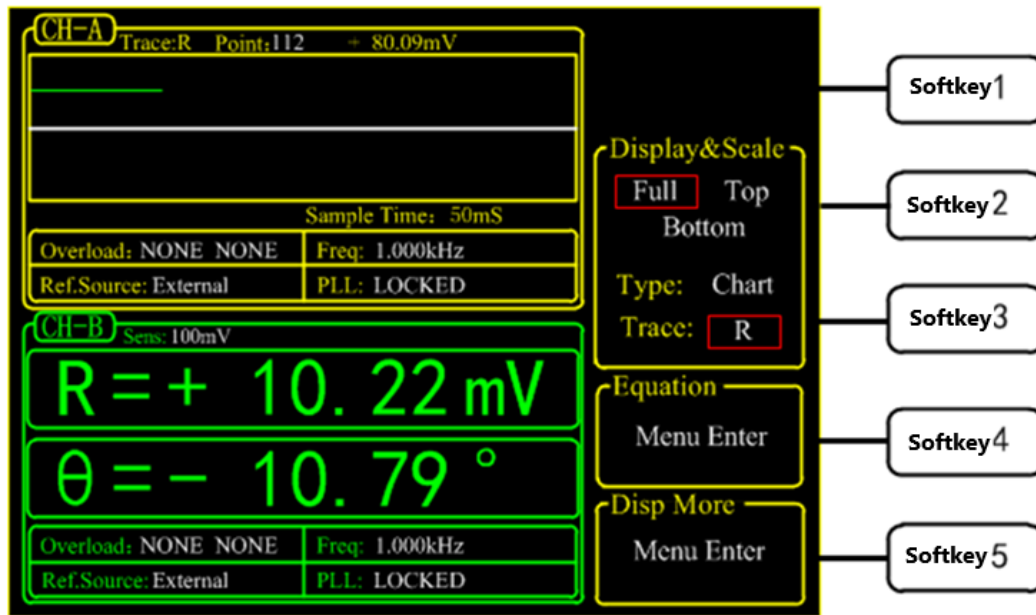 CH-A Trace:R Point:112 + 80.09mV
Sample Time: 50mS
Overload: NONE NONE Freq: 1.000kHz
Ref.Source: External PLL: LOCKED
CH-B Sens: 100mV
R=+ 10. 22 mV
θ=- 10. 79 °
Overload: NONE NONE Freq: 1.000kHz
Ref.Source: External PLL: LOCKED
Display&Scale
Full Top
Bottom
Type: Chart
Trace: R
Equation
Menu Enter
Disp More
Menu Enter
Softkey1
Softkey2
Softkey3
Softkey4
Softkey5